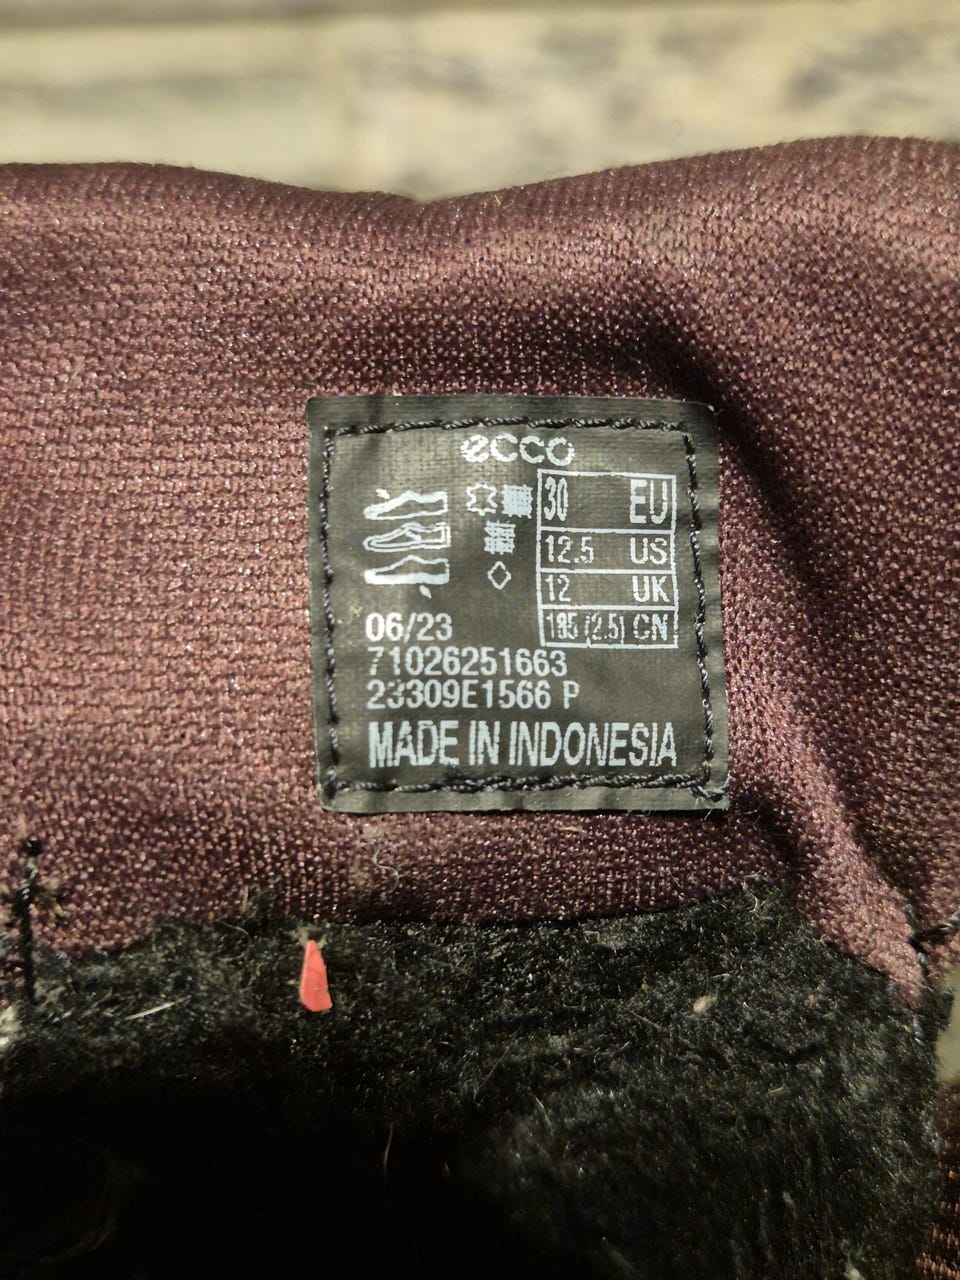 ecco
30 EU
12.5 US
12 UK
185 (2.5) CN
06/23
71026251663
23309E1566 P
MADE IN INDONESIA